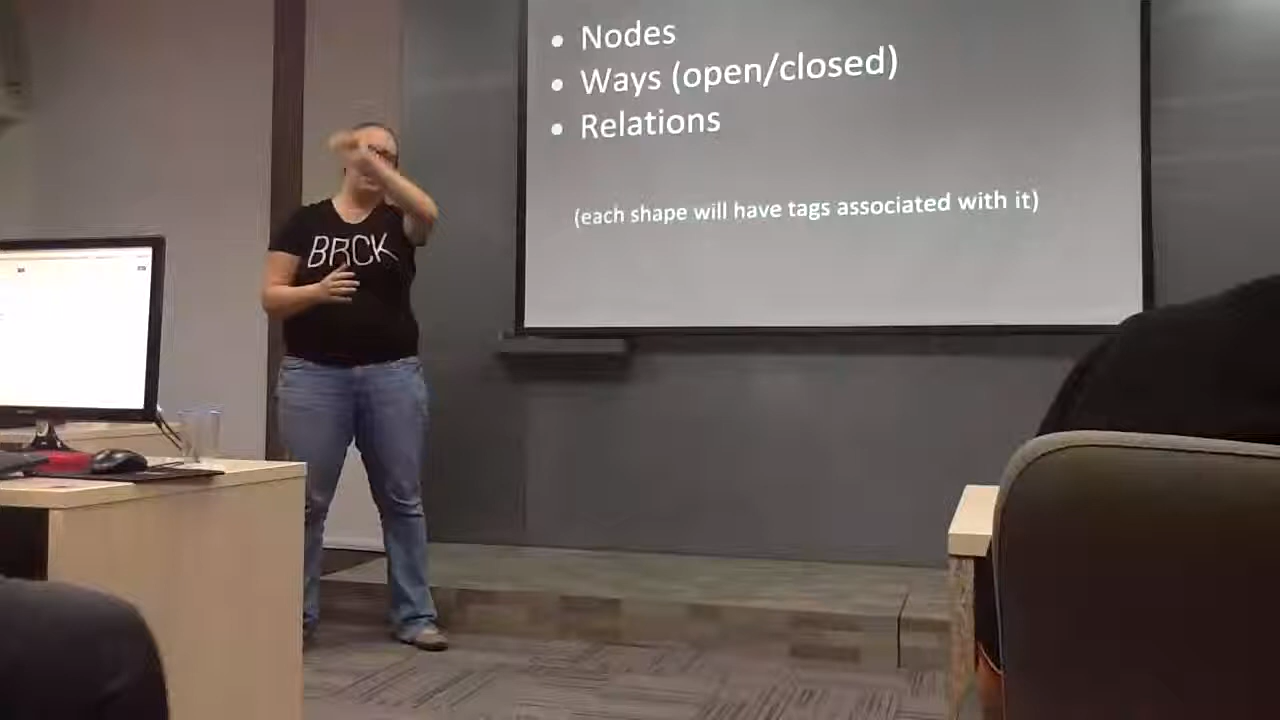 Nodes
Ways (open/closed)
Relations
(each shape will have tags associated with it)
BRCK